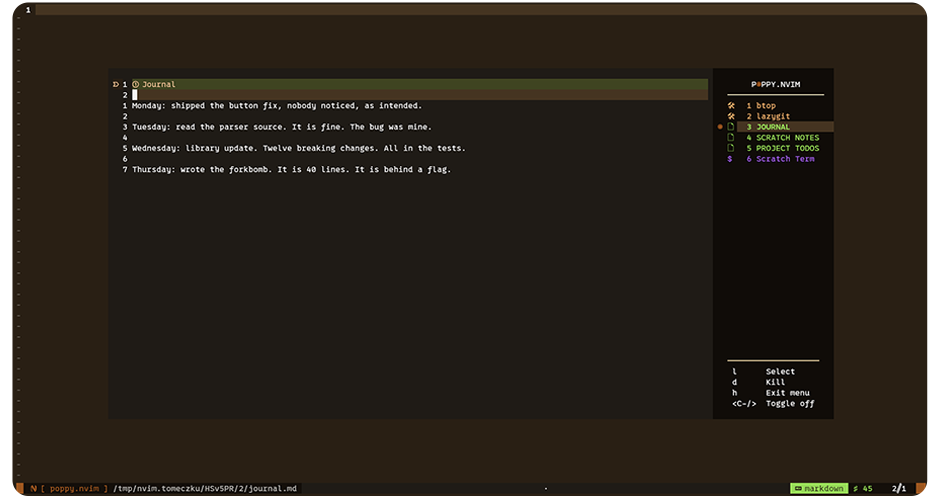 1
1 Journal
2
1 Monday: shipped the button fix, nobody noticed, as intended.
2
3 Tuesday: read the parser source. It is fine. The bug was mine.
4
5 Wednesday: library update. Twelve breaking changes. All in the tests.
6
7 Thursday: wrote the forkbomb. It is 40 lines. It is behind a flag.
POPPY.NVIM
1 btop
2 lazygit
3 JOURNAL
4 SCRATCH NOTES
5 PROJECT TODOS
$ 6 Scratch Term
l Select
d Kill
h Exit menu
<C-/> Toggle off
N [ poppy.nvim ] /tmp/nvim.tomeczku/HSv5PR/2/journal.md
markdown 45 2/1